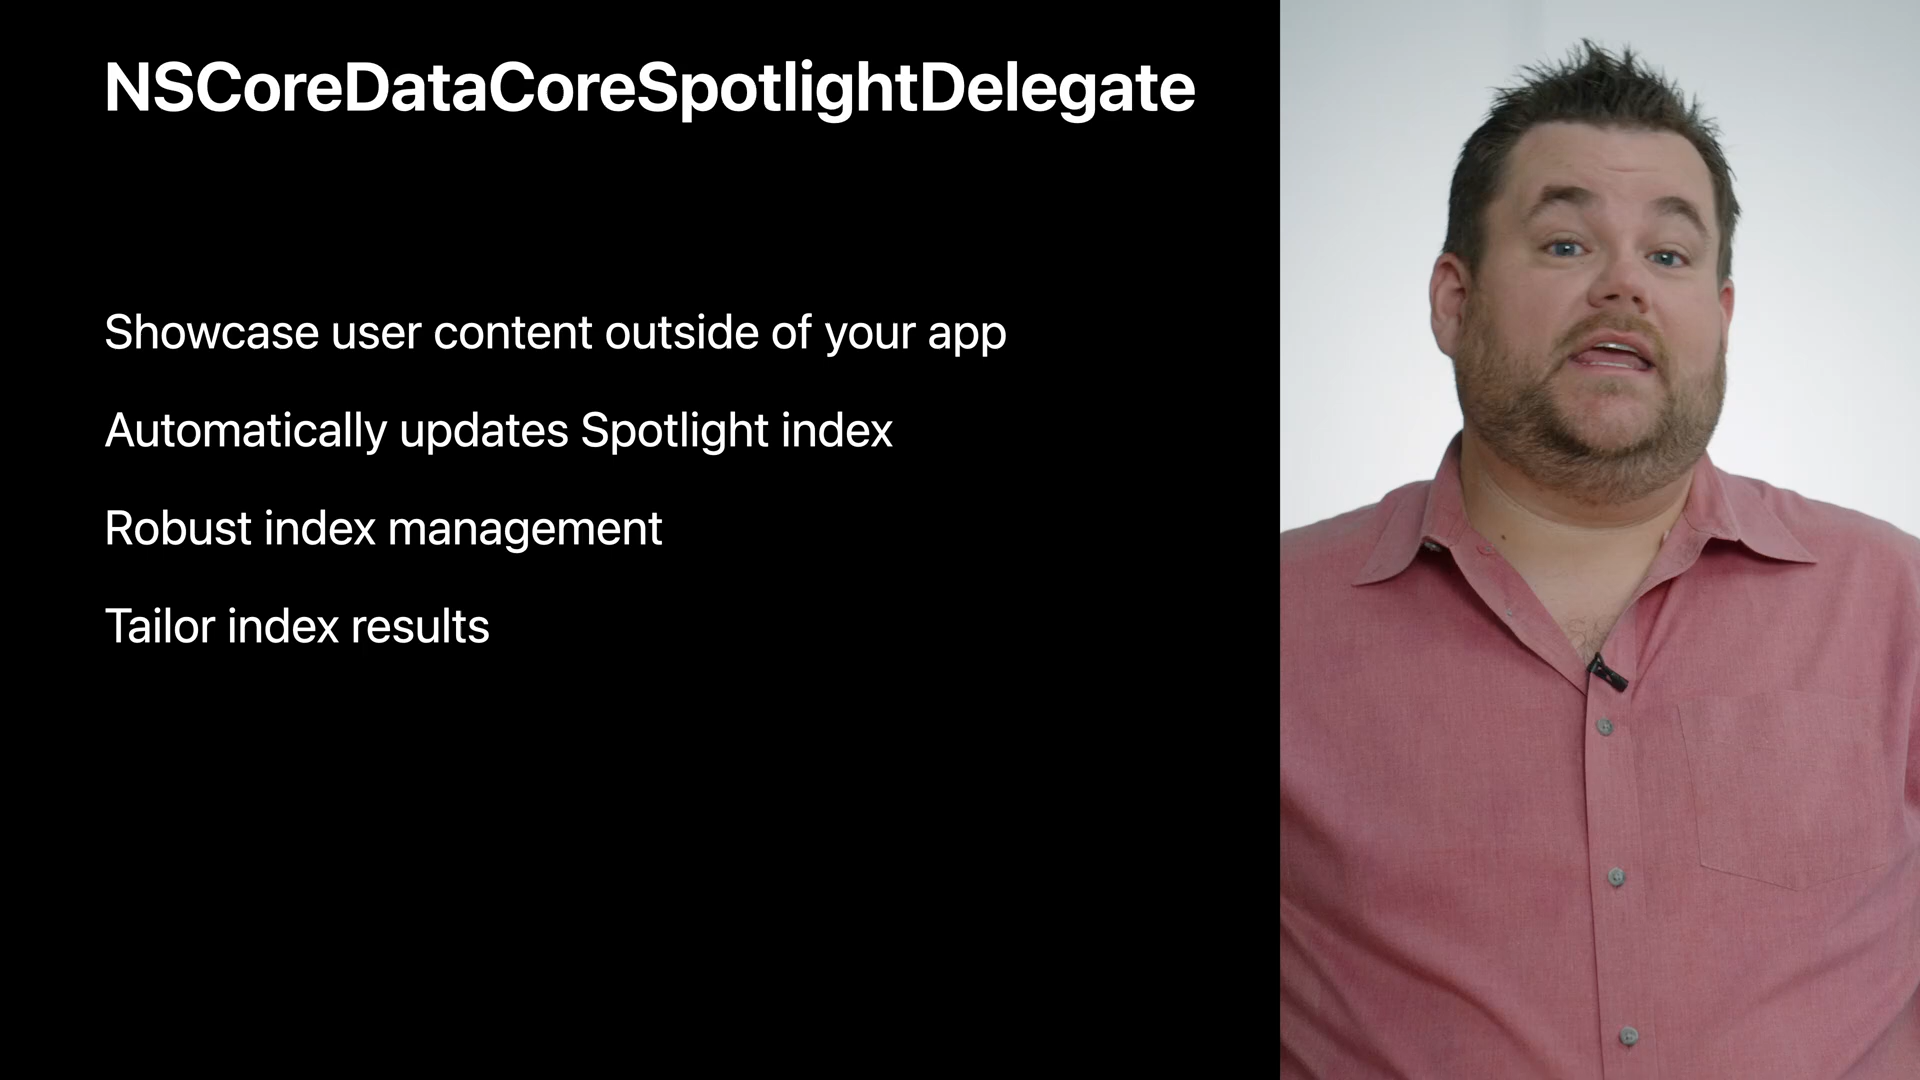 NSCoreDataCoreSpotlightDelegate
Showcase user content outside of your app
Automatically updates Spotlight index
Robust index management
Tailor index results